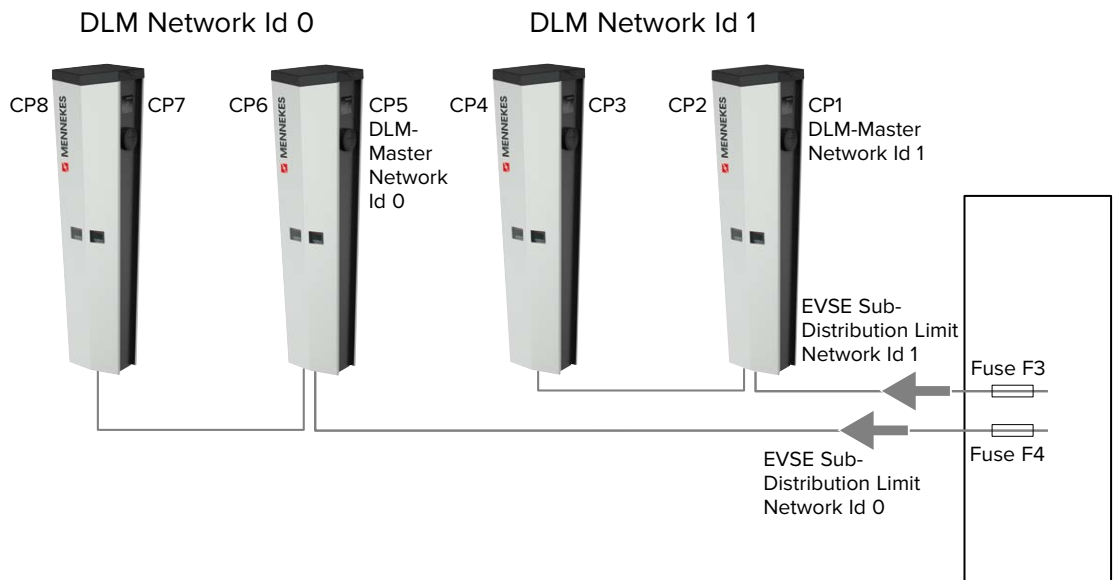 DLM Network Id 0
DLM Network Id 1
CP8
MENNEKES
CP7
CP6
MENNEKES
CP5
DLM-
Master
Network
Id 0
CP4
MENNEKES
CP3
CP2
MENNEKES
CP1
DLM-Master
Network Id 1
EVSE Sub-
Distribution Limit
Network Id 1
Fuse F3
Fuse F4
EVSE Sub-
Distribution Limit
Network Id 0